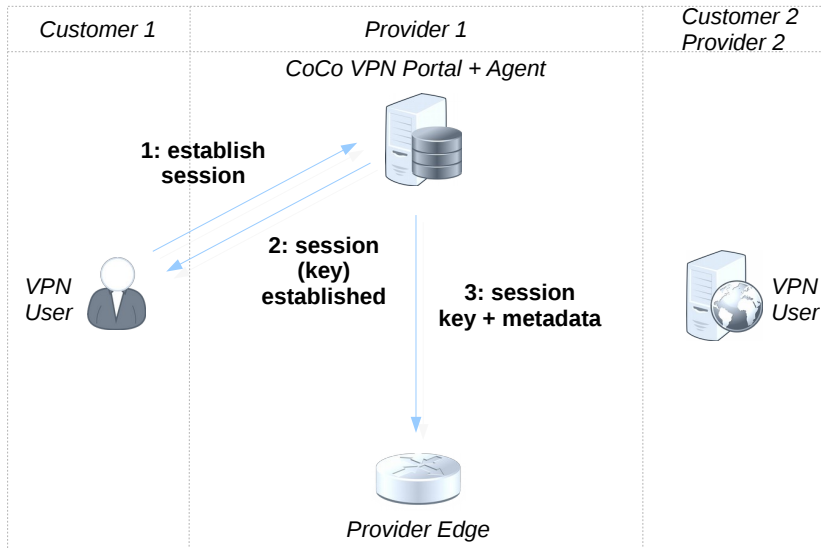 Customer 1
Provider 1
Customer 2
Provider 2
CoCo VPN Portal + Agent
1: establish
session
2: session
(key)
established
3: session
key + metadata
VPN
User
VPN
User
Provider Edge